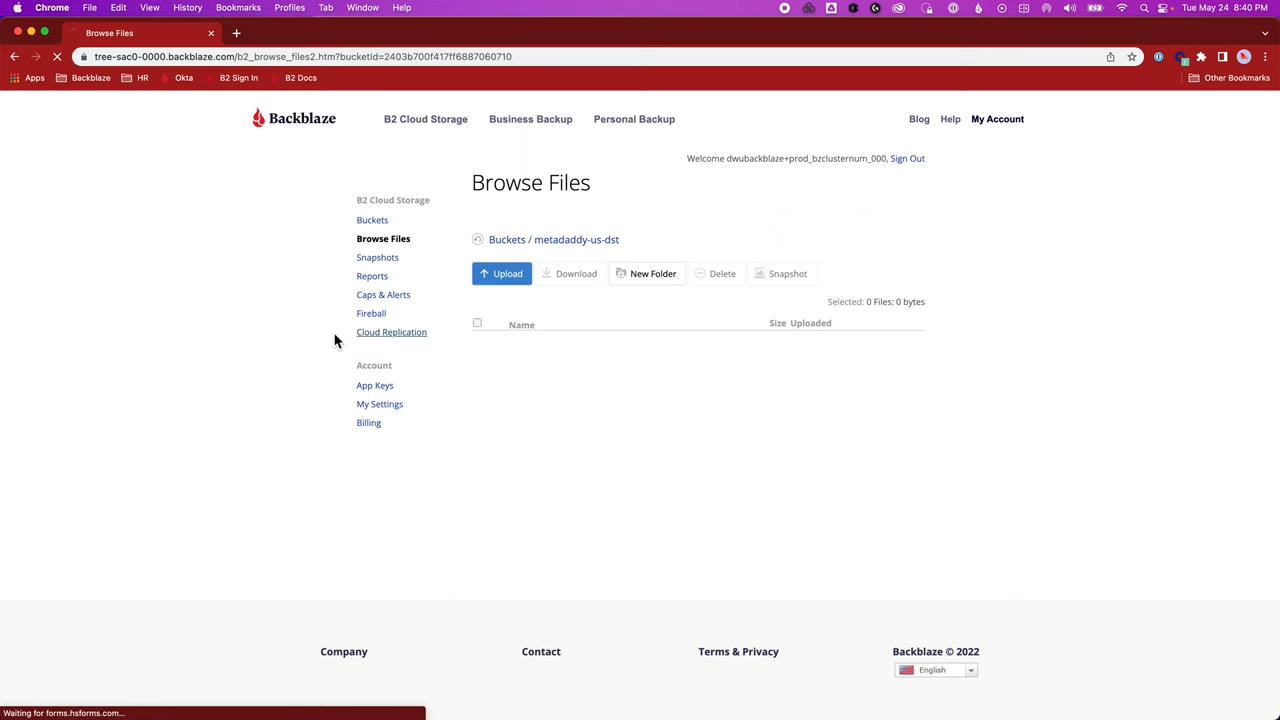 Chrome File Edit View History Bookmarks Profiles Tab Window Help Tue May 24 8:40 PM
Browse Files
tree-sac0-0000.backblaze.com/b2_browse_files2.htm?bucketId=2403b700f417ff6887060710
Apps Backblaze HR Okta B2 Sign In B2 Docs Other Bookmarks
Backblaze B2 Cloud Storage Business Backup Personal Backup Blog Help My Account
Welcome dwubackblaze+prod_bzclusternum_000, Sign Out
Browse Files
B2 Cloud Storage
Buckets
Browse Files
Snapshots
Reports
Caps & Alerts
Fireball
Cloud Replication
Account
App Keys
My Settings
Billing
Buckets / metadaddy-us-dst
Upload Download New Folder Delete Snapshot
Selected: 0 Files: 0 bytes
Name Size Uploaded
Company Contact Terms & Privacy Backblaze © 2022
English
Waiting for forms.hsforms.com...